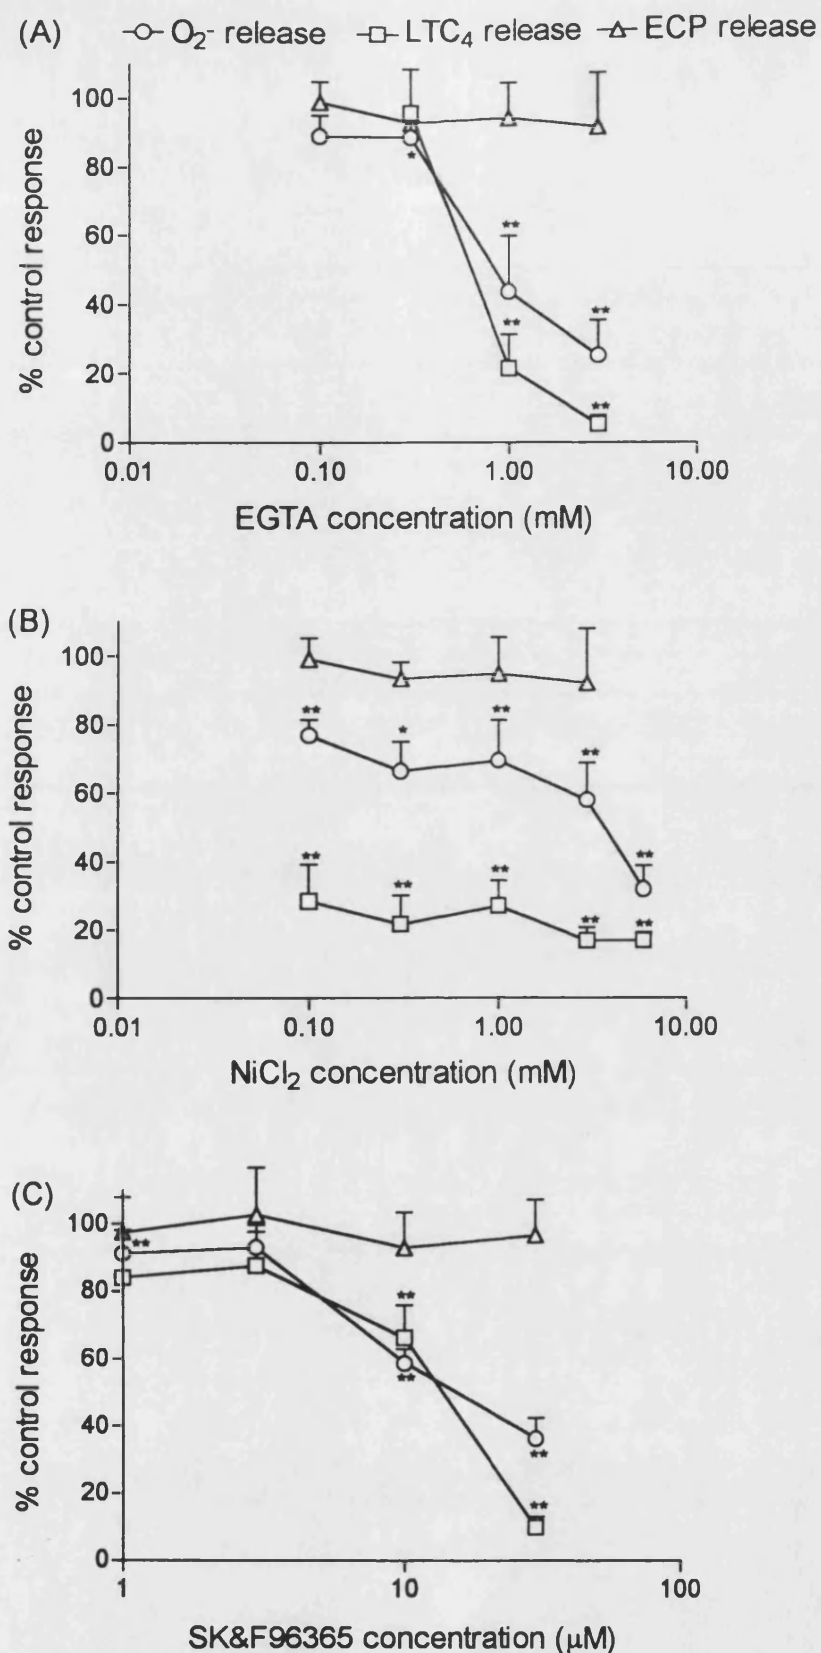 (A) O₂⁻ release LTC₄ release ECP release
% control response
100
80
60
40
20
0
*
**
**
**
**
0.01 0.10 1.00 10.00
EGTA concentration (mM)
(B)
% control response
100
80
60
40
20
0
** * ** ** **
** ** ** ** **
0.01 0.10 1.00 10.00
NiCl₂ concentration (mM)
(C)
% control response
100
80
60
40
20
0
**
**
**
**
**
1 10 100
SK&F96365 concentration (µM)